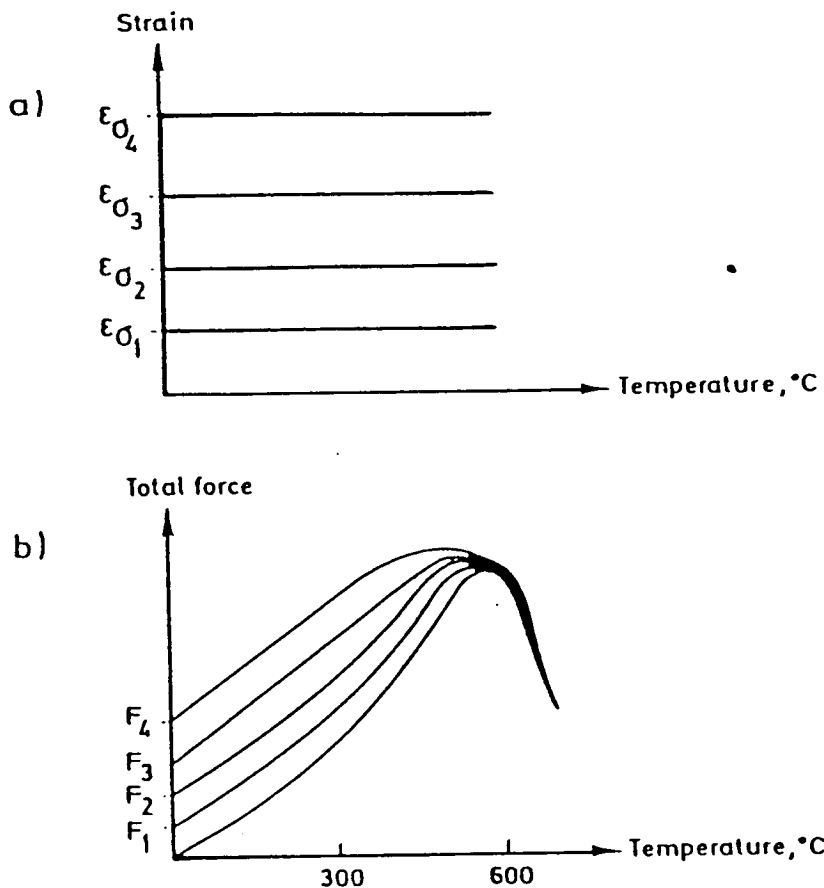 Strain
a)
εσ4
εσ3
εσ2
εσ1
Temperature, °C
Total force
b)
F4
F3
F2
F1
Temperature, °C
300 600